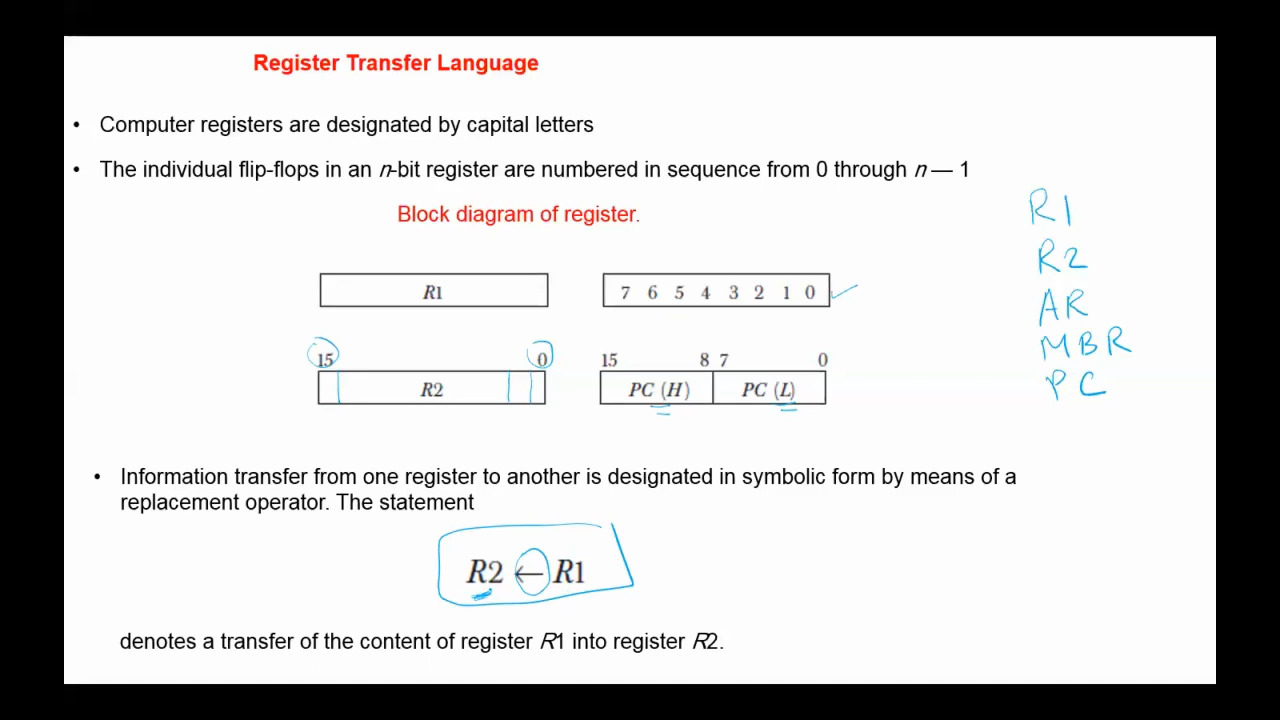 Register Transfer Language
• Computer registers are designated by capital letters
• The individual flip-flops in an n-bit register are numbered in sequence from 0 through n — 1
Block diagram of register.
R1
7 6 5 4 3 2 1 0
15 0
R2
15 8 7 0
PC (H) PC (L)
R1
R2
AR
MBR
PC
• Information transfer from one register to another is designated in symbolic form by means of a
replacement operator. The statement
R2 ← R1
denotes a transfer of the content of register R1 into register R2.